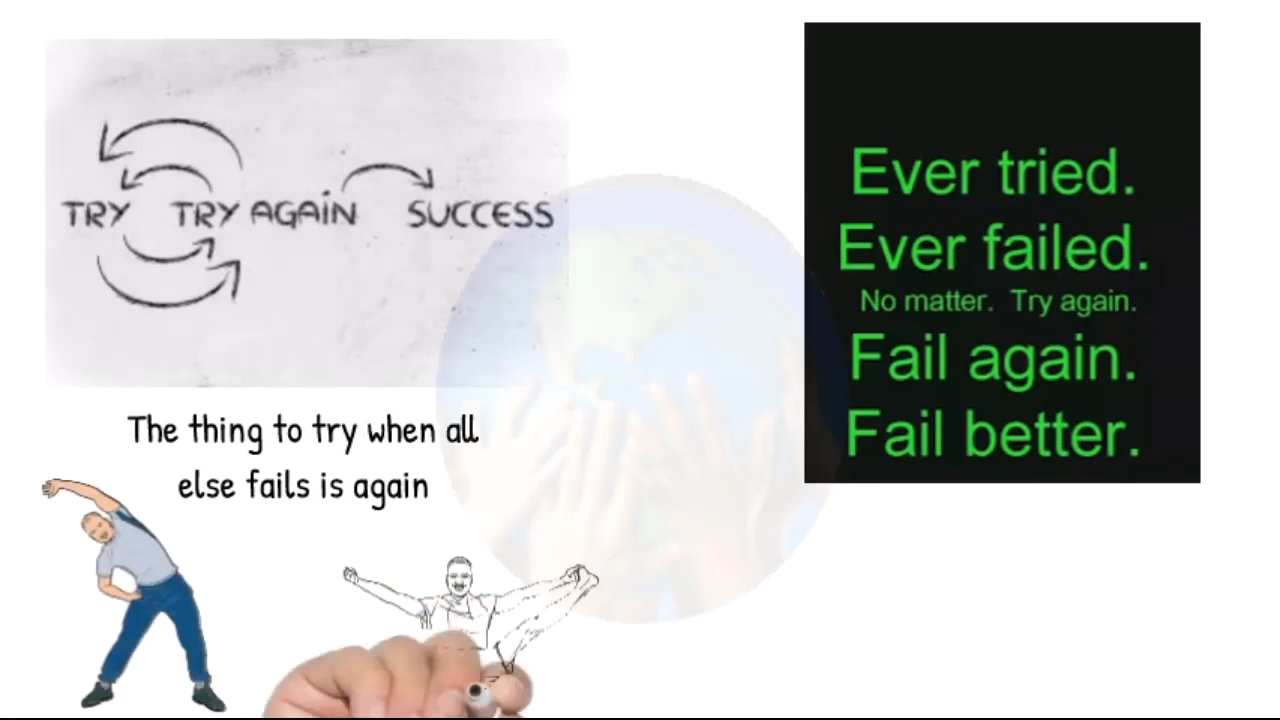 TRY TRY AGAIN SUCCESS
The thing to try when all
else fails is again
Ever tried.
Ever failed.
No matter. Try again.
Fail again.
Fail better.